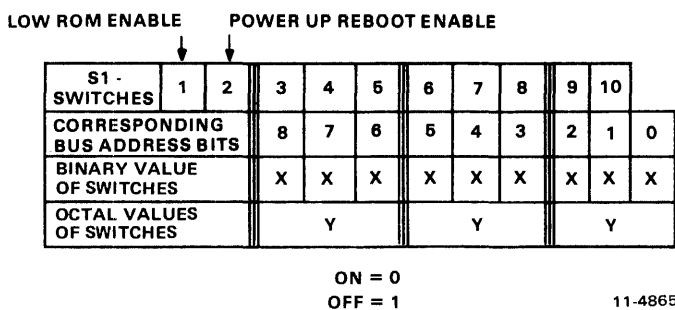 LOW ROM ENABLE POWER UP REBOOT ENABLE
S1 -
SWITCHES 1 2 3 4 5 6 7 8 9 10
CORRESPONDING
BUS ADDRESS BITS 8 7 6 5 4 3 2 1 0
BINARY VALUE
OF SWITCHES X X X X X X X X X
OCTAL VALUES
OF SWITCHES Y Y Y
ON = 0
OFF = 1
11-4865